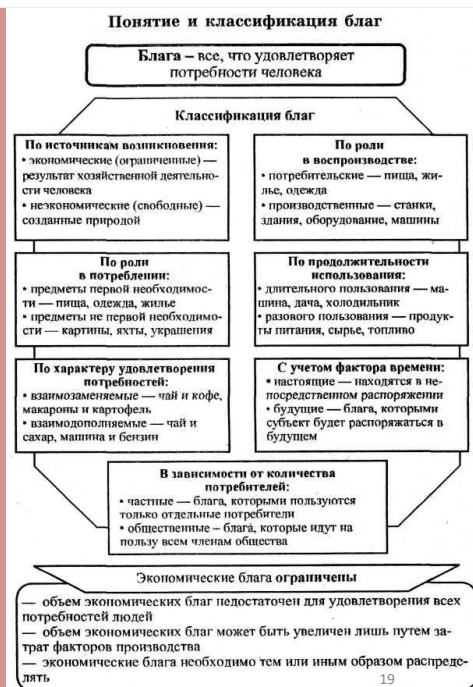 Понятие и классификация благ
Блага – все, что удовлетворяет
потребности человека
Классификация благ
По источникам возникновения:
• экономические (ограниченные) —
результат хозяйственной деятельно-
сти человека
• неэкономические (свободные) —
созданные природой
По роли
в воспроизводстве:
• потребительские — пища, жи-
лье, одежда
• производственные — станки,
здания, оборудование, машины
По роли
в потреблении:
• предметы первой необходимос-
ти — пища, одежда, жилье
• предметы не первой необходимо-
сти — картины, яхты, украшения
По продолжительности
использования:
• длительного пользования — ма-
шина, дача, холодильник
• разового пользования — продук-
ты питания, сырье, топливо
По характеру удовлетворения
потребностей:
• взаимозаменяемые — чай и кофе,
макароны и картофель
• взаимодополняемые — чай и
сахар, машина и бензин
С учетом фактора времени:
• настоящие — находятся в не-
посредственном распоряжении
• будущие — блага, которыми
субъект будет распоряжаться в
будущем
В зависимости от количества
потребителей:
• частные — блага, которыми пользуются
только отдельные потребители
• общественные – блага, которые идут на
пользу всем членам общества
Экономические блага ограничены
— объем экономических благ недостаточен для удовлетворения всех
потребностей людей
— объем экономических благ может быть увеличен лишь путем за-
трат факторов производства
— экономические блага необходимо тем или иным образом распреде-
лять
19